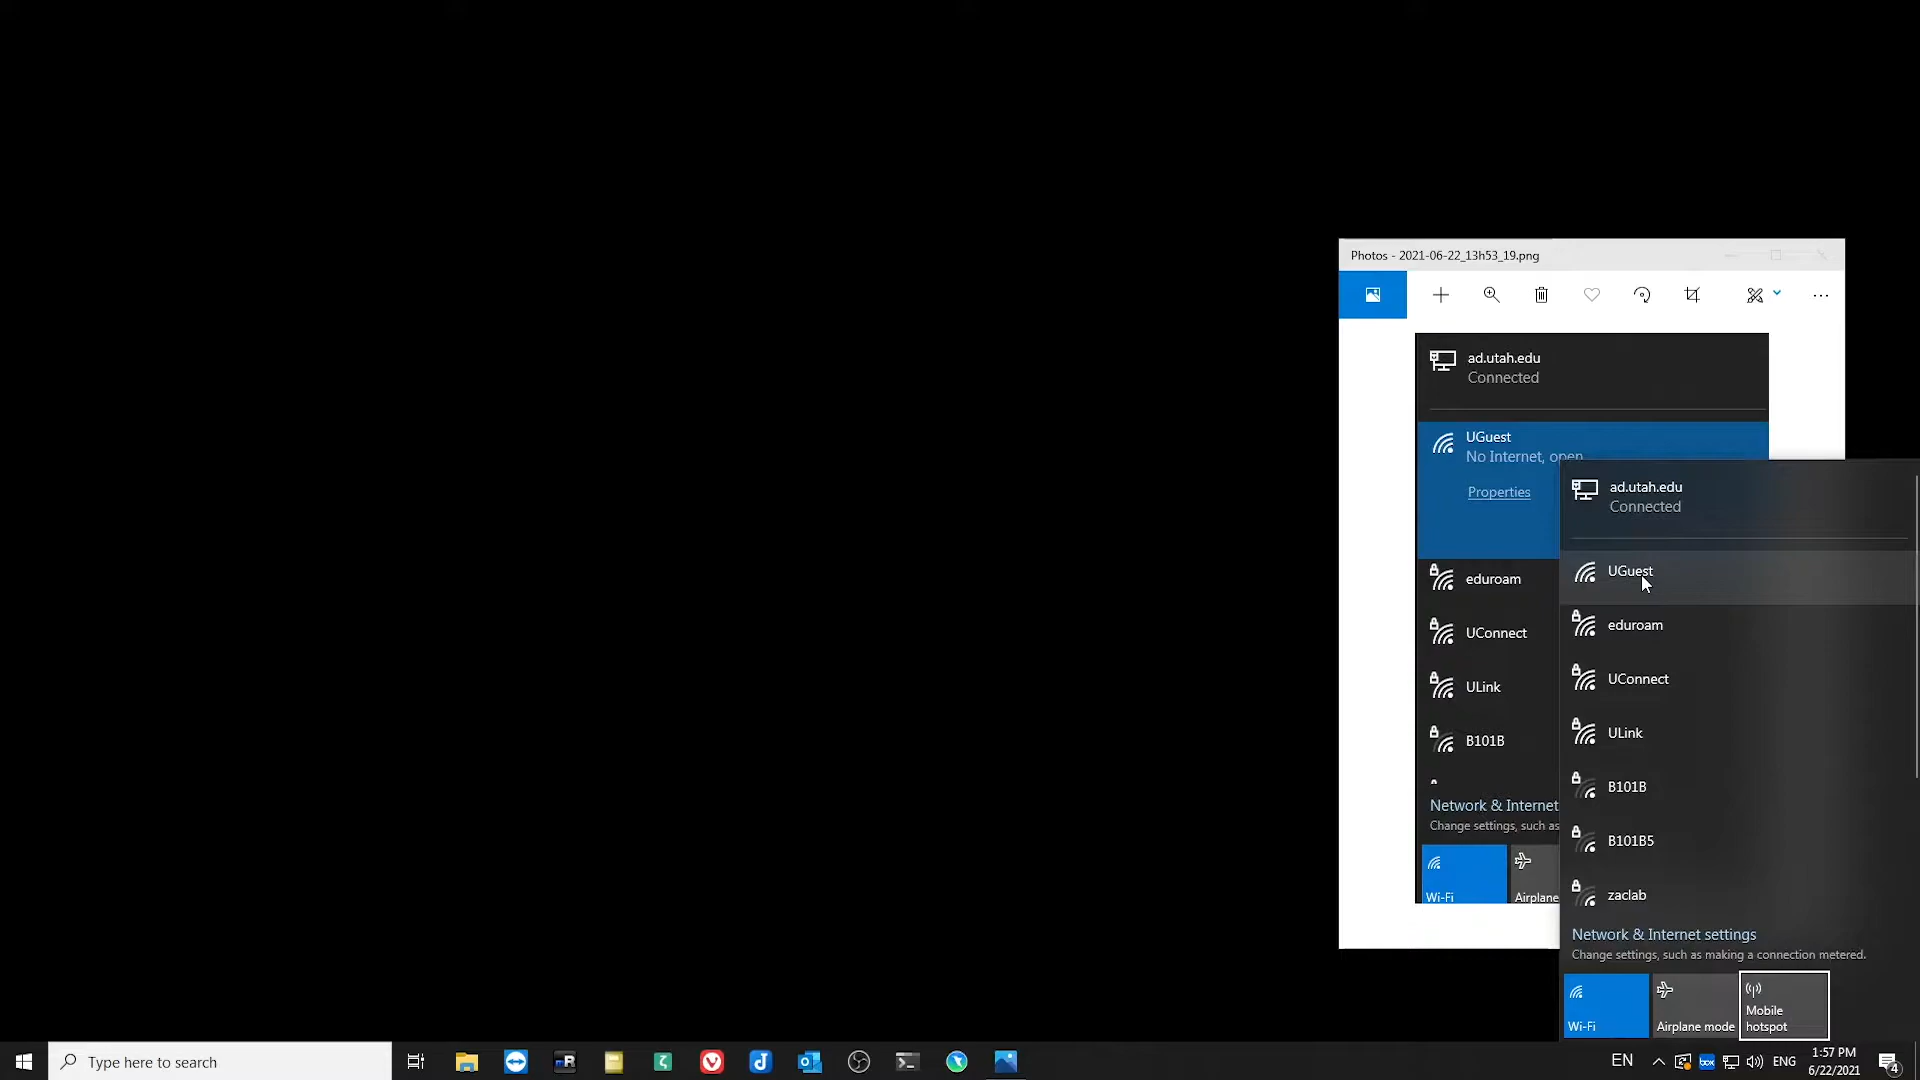 Photos - 2021-06-22_13h53_19.png
ad.utah.edu
Connected
UGuest
No Internet, open
Properties
eduroam
UConnect
ULink
B101B
Network & Internet
Change settings, such as
Wi-Fi
Airplane
ad.utah.edu
Connected
UGuest
eduroam
UConnect
ULink
B101B
B101B5
zaclab
Network & Internet settings
Change settings, such as making a connection metered.
Wi-Fi
Airplane mode
Mobile
hotspot
Type here to search
EN
box
ENG
1:57 PM
6/22/2021
4